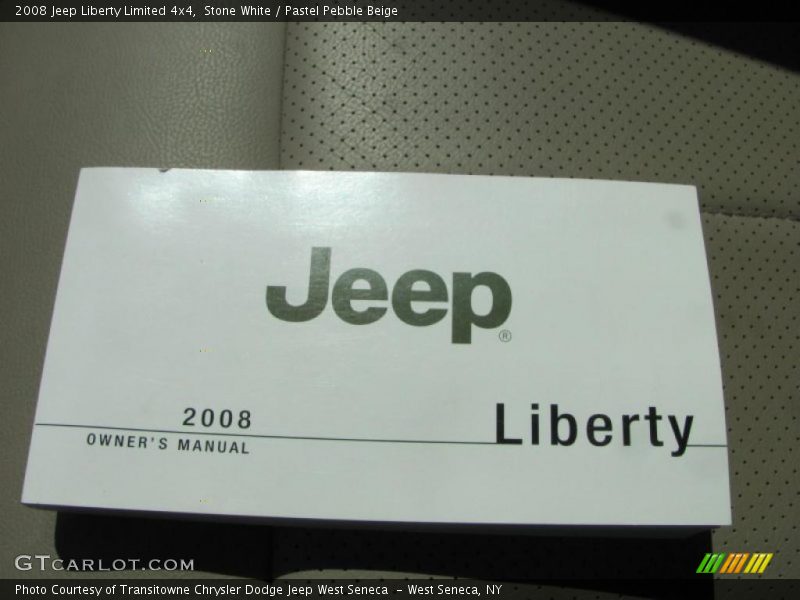 2008 Jeep Liberty Limited 4x4,  Stone White / Pastel Pebble Beige
Jeep®
2008
OWNER'S MANUAL
Liberty
GTCARLOT.COM
Photo Courtesy of Transitowne Chrysler Dodge Jeep West Seneca  - West Seneca, NY